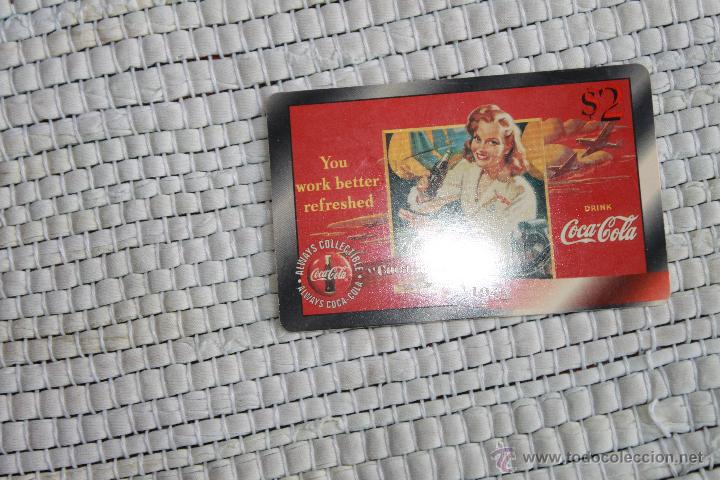 $2
You
work better
refreshed
DRINK
Coca-Cola
ALWAYS COLLECTIBLE
Coca-Cola
ALWAYS COCA-COLA
www.todocoleccion.net